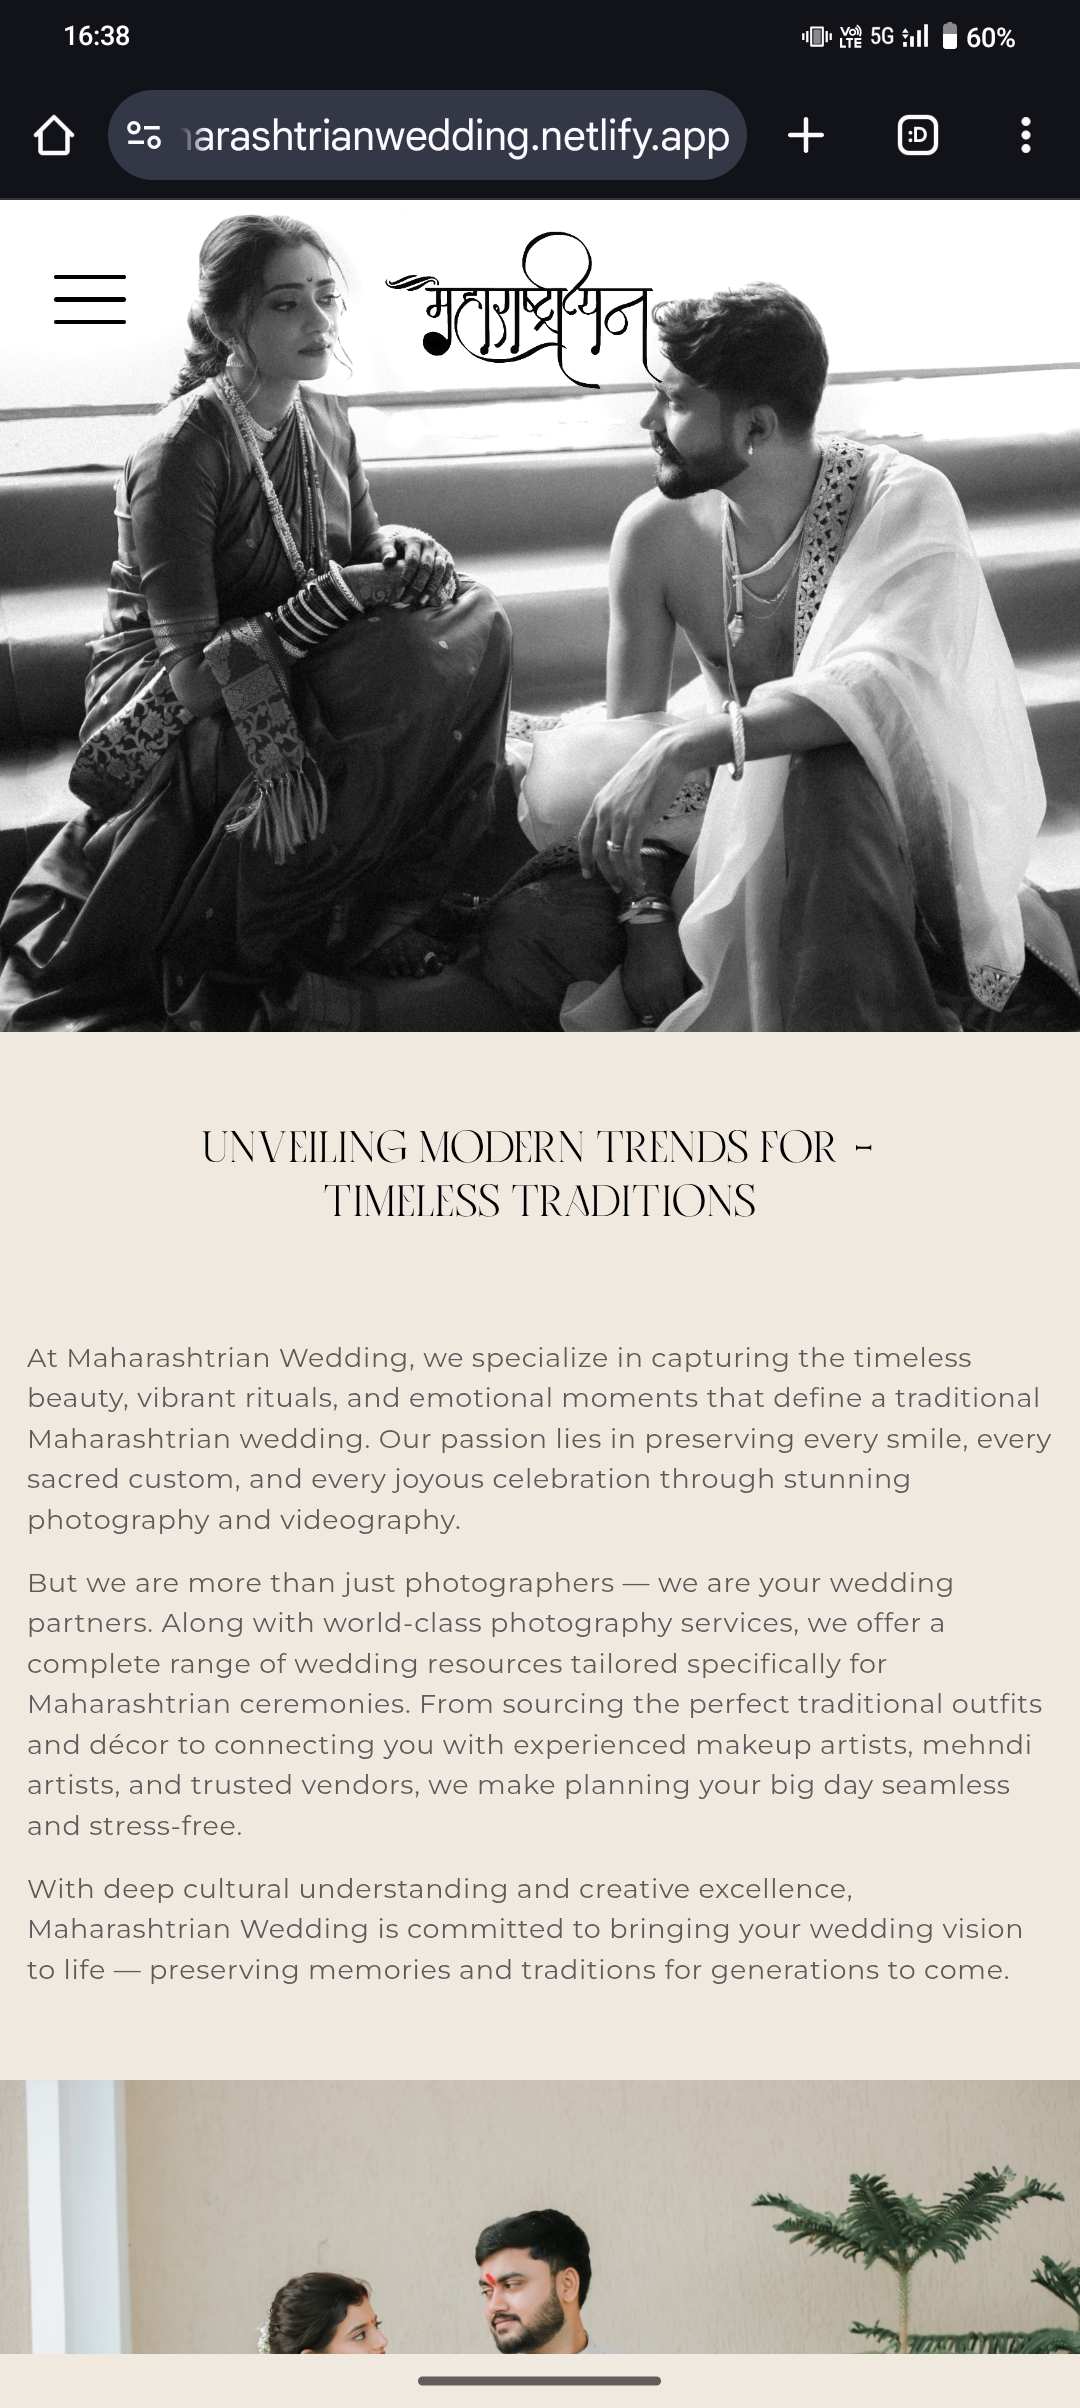 16:38
Vo) LTE 5G 60%
arashtrianwedding.netlify.app
:D
महाराष्ट्रीयन
UNVEILING MODERN TRENDS FOR -
TIMELESS TRADITIONS
At Maharashtrian Wedding, we specialize in capturing the timeless
beauty, vibrant rituals, and emotional moments that define a traditional
Maharashtrian wedding. Our passion lies in preserving every smile, every
sacred custom, and every joyous celebration through stunning
photography and videography.
But we are more than just photographers — we are your wedding
partners. Along with world-class photography services, we offer a
complete range of wedding resources tailored specifically for
Maharashtrian ceremonies. From sourcing the perfect traditional outfits
and décor to connecting you with experienced makeup artists, mehndi
artists, and trusted vendors, we make planning your big day seamless
and stress-free.
With deep cultural understanding and creative excellence,
Maharashtrian Wedding is committed to bringing your wedding vision
to life — preserving memories and traditions for generations to come.